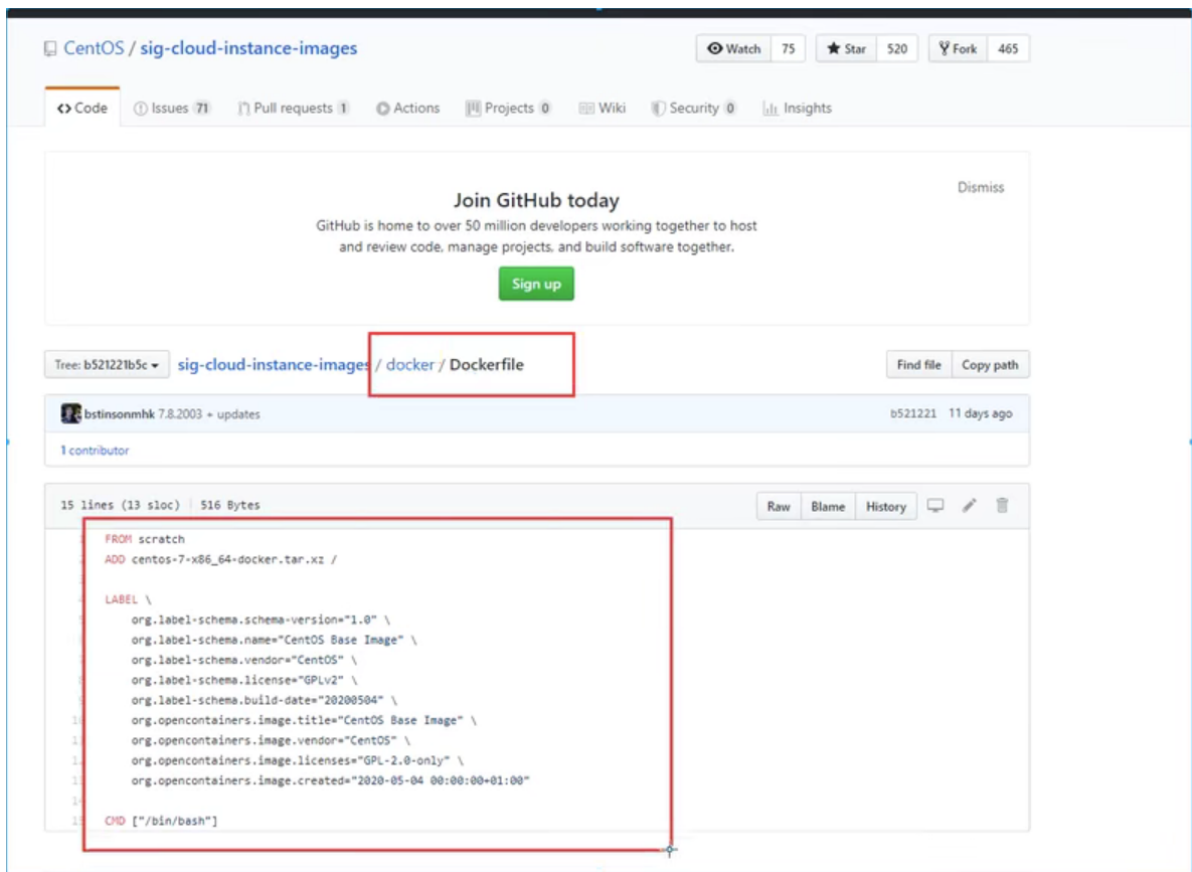 CentOS / sig-cloud-instance-images
Watch 75 Star 520 Fork 465
Code Issues 71 Pull requests 1 Actions Projects 0 Wiki Security 0 Insights
Dismiss
Join GitHub today
GitHub is home to over 50 million developers working together to host
and review code, manage projects, and build software together.
Sign up
Tree: b521221b5c sig-cloud-instance-images / docker / Dockerfile Find file Copy path
bstinsonmhk 7.8.2003 + updates b521221 11 days ago
1 contributor
15 lines (13 sloc) 516 Bytes Raw Blame History
FROM scratch
ADD centos-7-x86_64-docker.tar.xz /
LABEL \
org.label-schema.schema-version="1.0" \
org.label-schema.name="CentOS Base Image" \
org.label-schema.vendor="CentOS" \
org.label-schema.license="GPLv2" \
org.label-schema.build-date="20200504" \
org.opencontainers.image.title="CentOS Base Image" \
org.opencontainers.image.vendor="CentOS" \
org.opencontainers.image.licenses="GPL-2.0-only" \
org.opencontainers.image.created="2020-05-04 00:00:00+01:00"
CMD ["/bin/bash"]